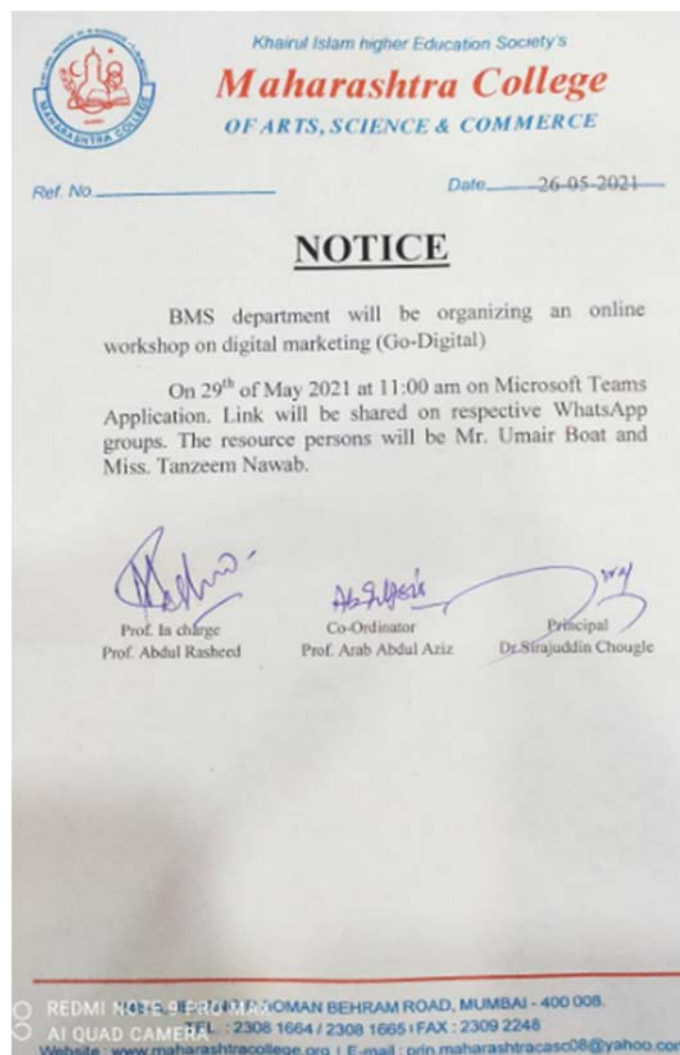 Khairul Islam higher Education Society's
Maharashtra College
OF ARTS, SCIENCE & COMMERCE
MAHARASHTRA COLLEGE
Ref. No.
Date 26-05-2021
NOTICE
BMS department will be organizing an online
workshop on digital marketing (Go-Digital)
On 29th of May 2021 at 11:00 am on Microsoft Teams
Application. Link will be shared on respective WhatsApp
groups. The resource persons will be Mr. Umair Boat and
Miss. Tanzeem Nawab.
Prof. In charge
Co-Ordinator
Principal
Prof. Abdul Rasheed
Prof. Arab Abdul Aziz
Dr.Sirajuddin Chougle
ROMAN BEHRAM ROAD, MUMBAI - 400 008.
TEL. : 2308 1664 / 2308 1665 FAX : 2309 2248
Website : www.maharashtracollege.org E-mail : prin.maharashtracasc08@yahoo.com
REDMI NOTE 9 PRO MAX
AI QUAD CAMERA